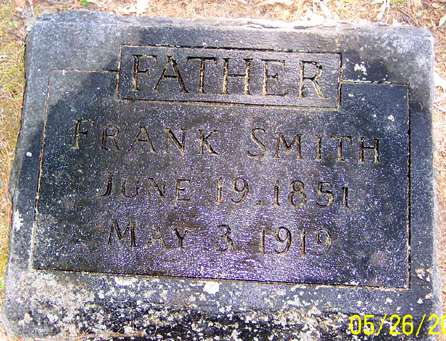 FATHER
FRANK SMITH
JUNE 19, 1851
MAY 3, 1919
05/26/20